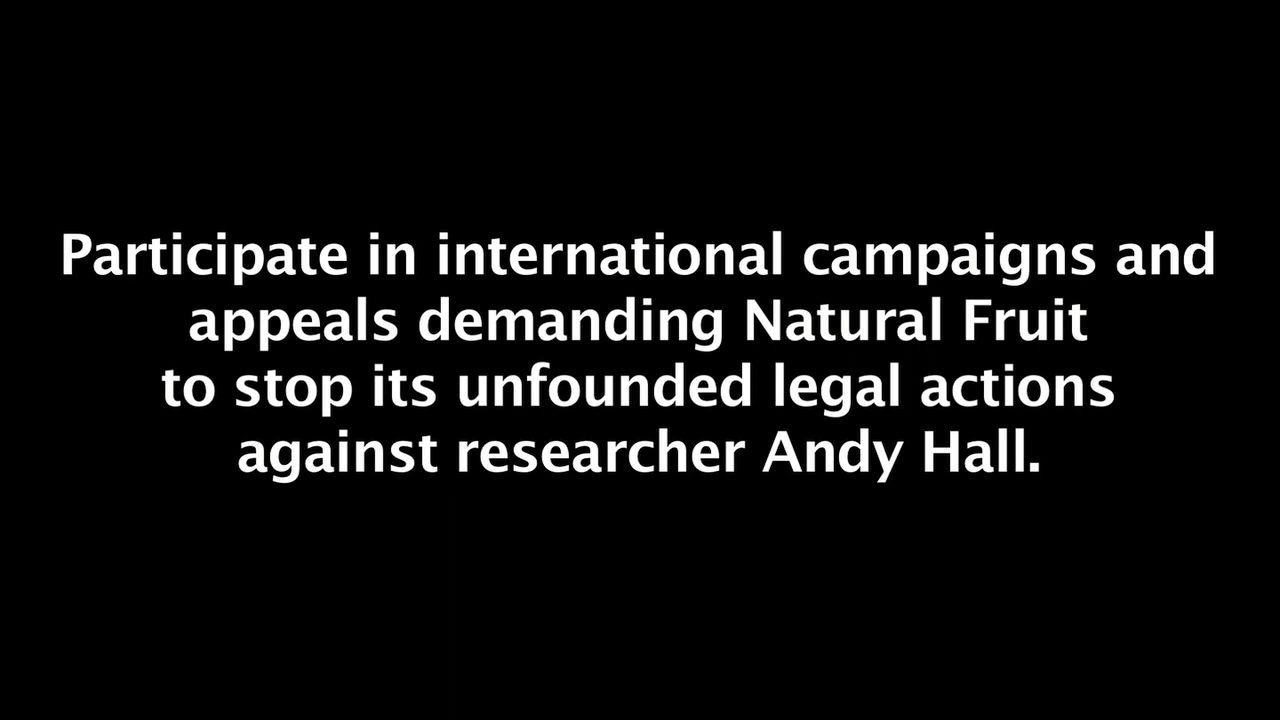 Participate in international campaigns and
appeals demanding Natural Fruit
to stop its unfounded legal actions
against researcher Andy Hall.